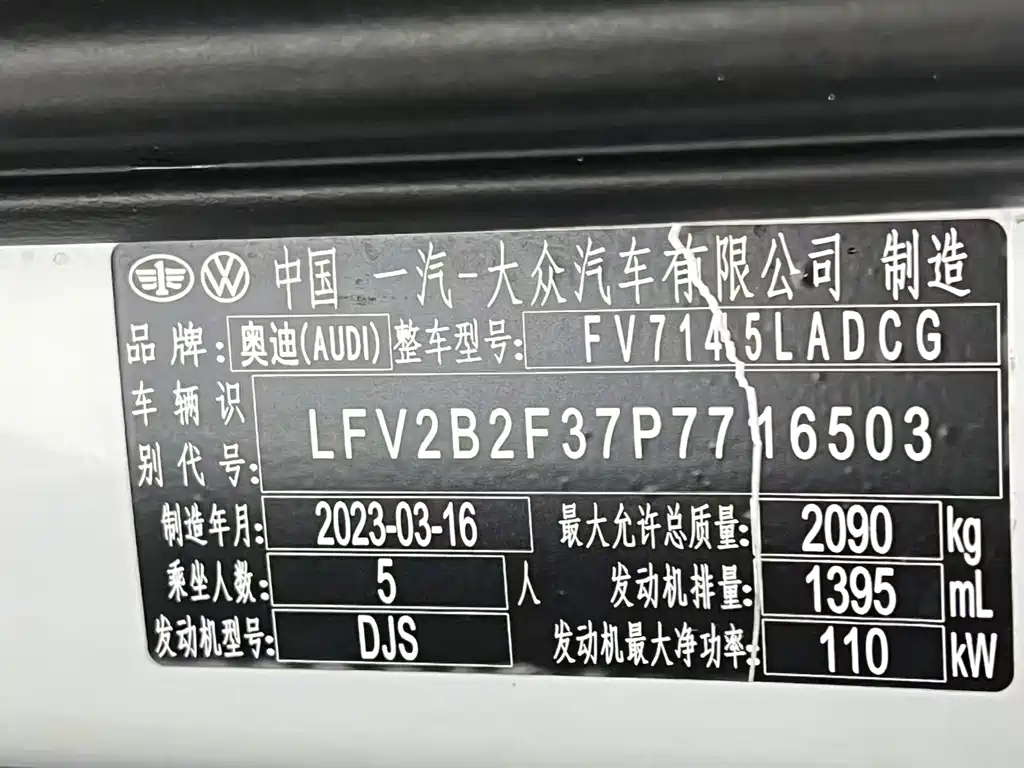 中国 一汽-大众汽车有限公司 制造
品牌: 奥迪(AUDI) 整车型号: FV7145LADCG
车辆识别代号: LFV2B2F37P7716503
制造年月: 2023-03-16 最大允许总质量: 2090 kg
乘坐人数: 5 人 发动机排量: 1395 mL
发动机型号: DJS 发动机最大净功率: 110 kW